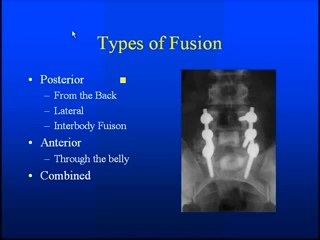 Types of Fusion
• Posterior
– From the Back
– Lateral
– Interbody Fuison
• Anterior
– Through the belly
• Combined